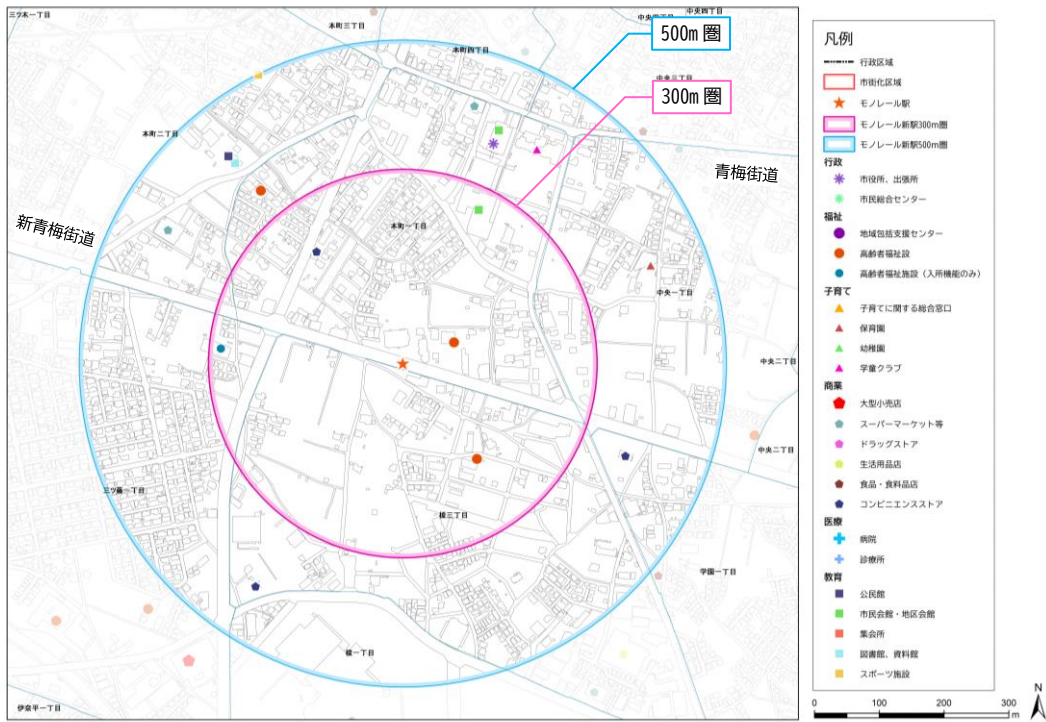 三ツ木一丁目
本町三丁目
中央四丁目
本町四丁目
500m 圏
中央三丁目
300m 圏
本町二丁目
青梅街道
新青梅街道
本町一丁目
中央一丁目
中央二丁目
中央二丁目
三ツ藤一丁目
榎三丁目
学園一丁目
榎一丁目
伊奈平一丁目
凡例
行政区域
市街化区域
モノレール駅
モノレール新駅300m圏
モノレール新駅500m圏
行政
市役所、出張所
市民総合センター
福祉
地域包括支援センター
高齢者福祉設
高齢者福祉施設（入所機能のみ）
子育て
子育てに関する総合窓口
保育園
幼稚園
学童クラブ
商業
大型小売店
スーパーマーケット等
ドラッグストア
生活用品店
食品・食料品店
コンビニエンスストア
医療
病院
診療所
教育
公民館
市民会館・地区会館
集会所
図書館、資料館
スポーツ施設
N
0 100 200 300
m